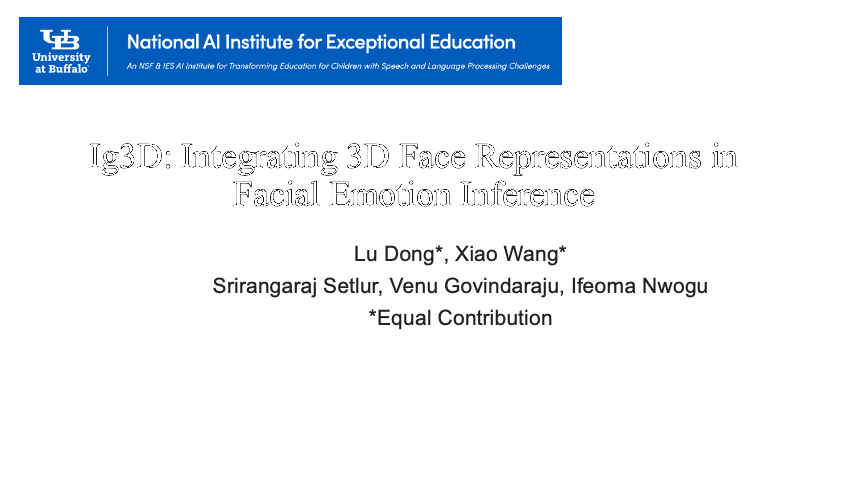 UB
University
at Buffalo
National AI Institute for Exceptional Education
An NSF & IES AI Institute for Transforming Education for Children with Speech and Language Processing Challenges
Ig3D: Integrating 3D Face Representations in
Facial Emotion Inference
Lu Dong*, Xiao Wang*
Srirangaraj Setlur, Venu Govindaraju, Ifeoma Nwogu
*Equal Contribution